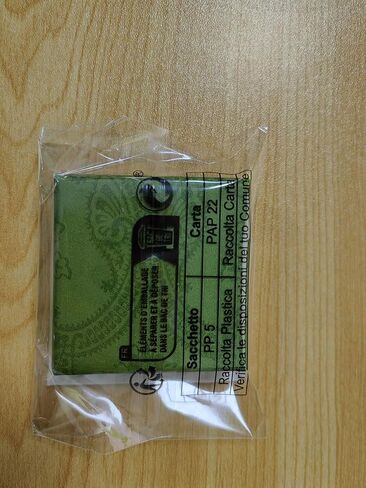 FR
ÉLÉMENTS D'EMBALLAGE
À SÉPARER ET À DÉPOSER
DANS LE BAC DE TRI
Sacchetto Carta
PP 5 PAP 22
Raccolta Plastica Raccolta Carta
Verifica le disposizioni del tuo Comune